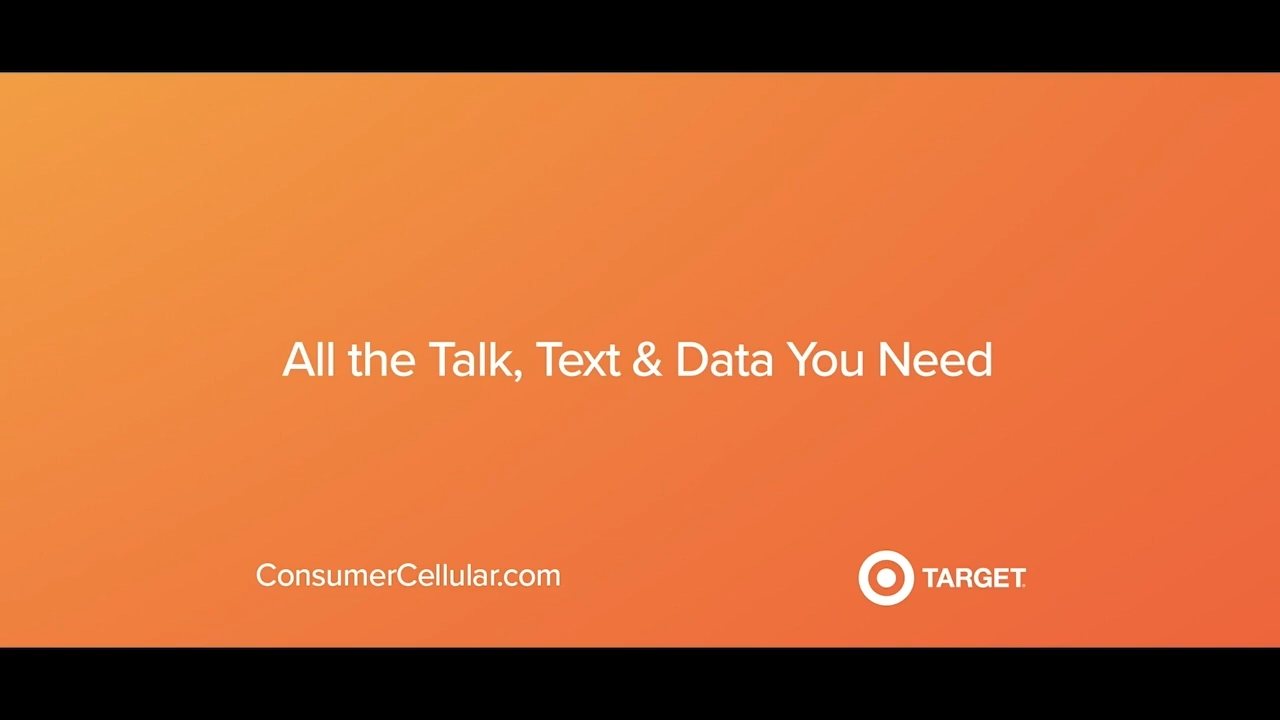 All the Talk, Text & Data You Need
ConsumerCellular.com
TARGET